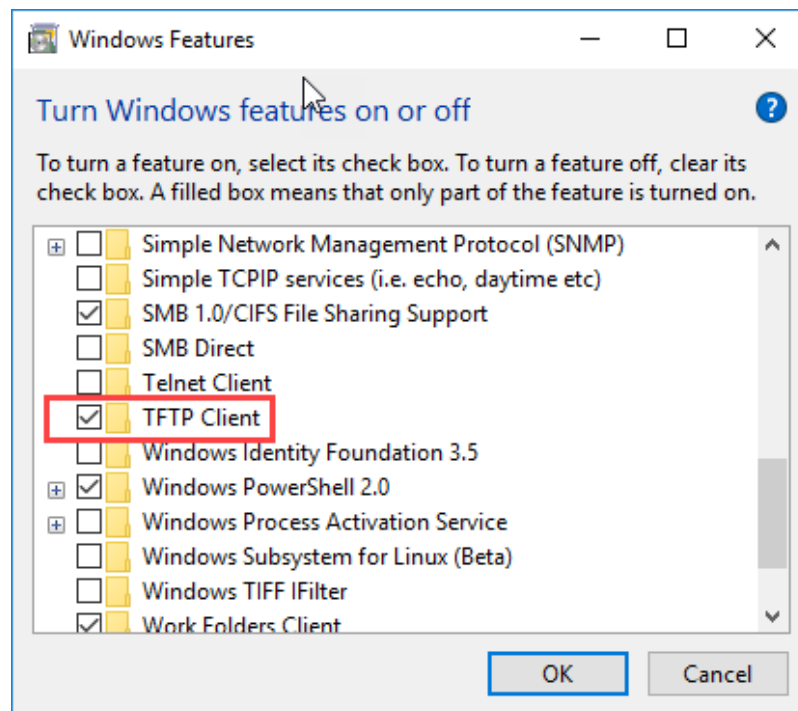 Windows Features
Turn Windows features on or off
To turn a feature on, select its check box. To turn a feature off, clear its
check box. A filled box means that only part of the feature is turned on.
Simple Network Management Protocol (SNMP)
Simple TCPIP services (i.e. echo, daytime etc)
SMB 1.0/CIFS File Sharing Support
SMB Direct
Telnet Client
TFTP Client
Windows Identity Foundation 3.5
Windows PowerShell 2.0
Windows Process Activation Service
Windows Subsystem for Linux (Beta)
Windows TIFF IFilter
Work Folders Client
OK Cancel